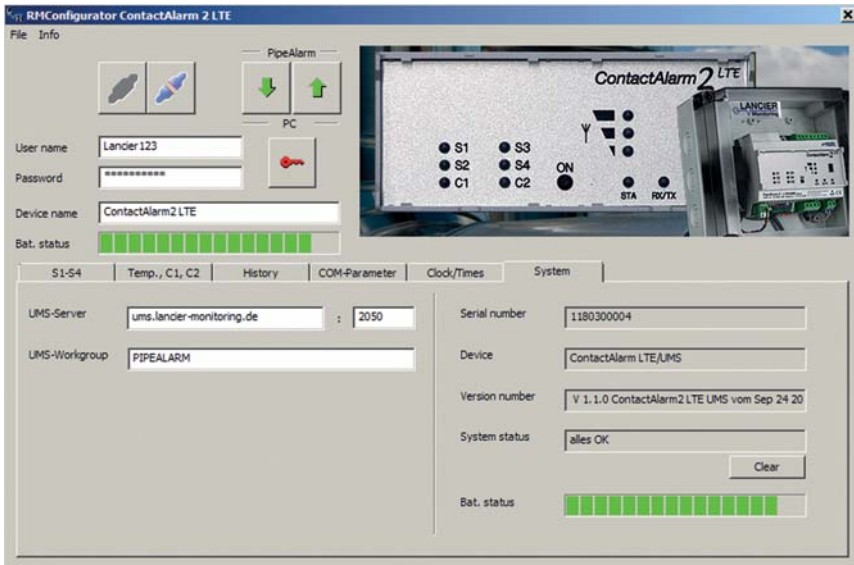 RMConfigurator ContactAlarm 2 LTE
File Info
PipeAlarm
PC
User name Lancier123
Password **********
Device name ContactAlarm2 LTE
Bat. status
ContactAlarm 2 LTE
S1 S3
S2 S4
C1 C2
ON
STA RX/TX
LANCIER
Monitoring
S1-S4 Temp., C1, C2 History COM-Parameter Clock/Times System
UMS-Server ums.lancier-monitoring.de : 2050
UMS-Workgroup PIPEALARM
Serial number 1180300004
Device ContactAlarm LTE/UMS
Version number V 1.1.0 ContactAlarm2 LTE UMS vom Sep 24 20
System status alles OK
Clear
Bat. status